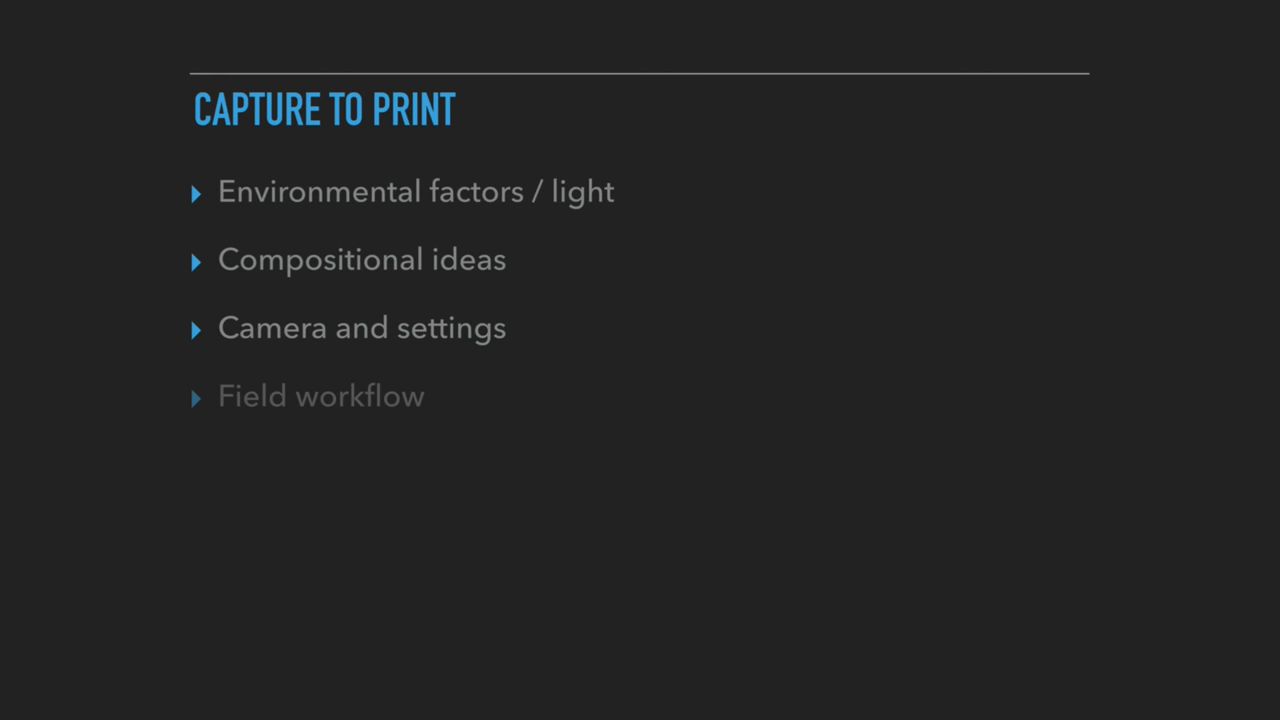 CAPTURE TO PRINT
Environmental factors / light
Compositional ideas
Camera and settings
Field workflow